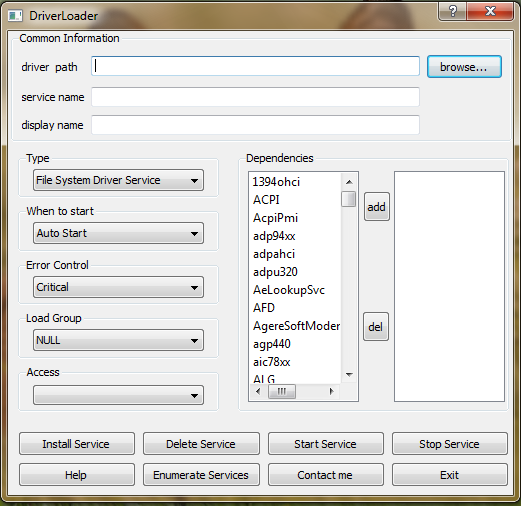 DriverLoader
Common Information
driver path
browse...
service name
display name
Type
File System Driver Service
When to start
Auto Start
Error Control
Critical
Load Group
NULL
Access
Dependencies
1394ohci
ACPI
AcpiPmi
adp94xx
adpahci
adpu320
AeLookupSvc
AFD
AgereSoftModer
agp440
aic78xx
ALG
add
del
Install Service Delete Service Start Service Stop Service
Help Enumerate Services Contact me Exit